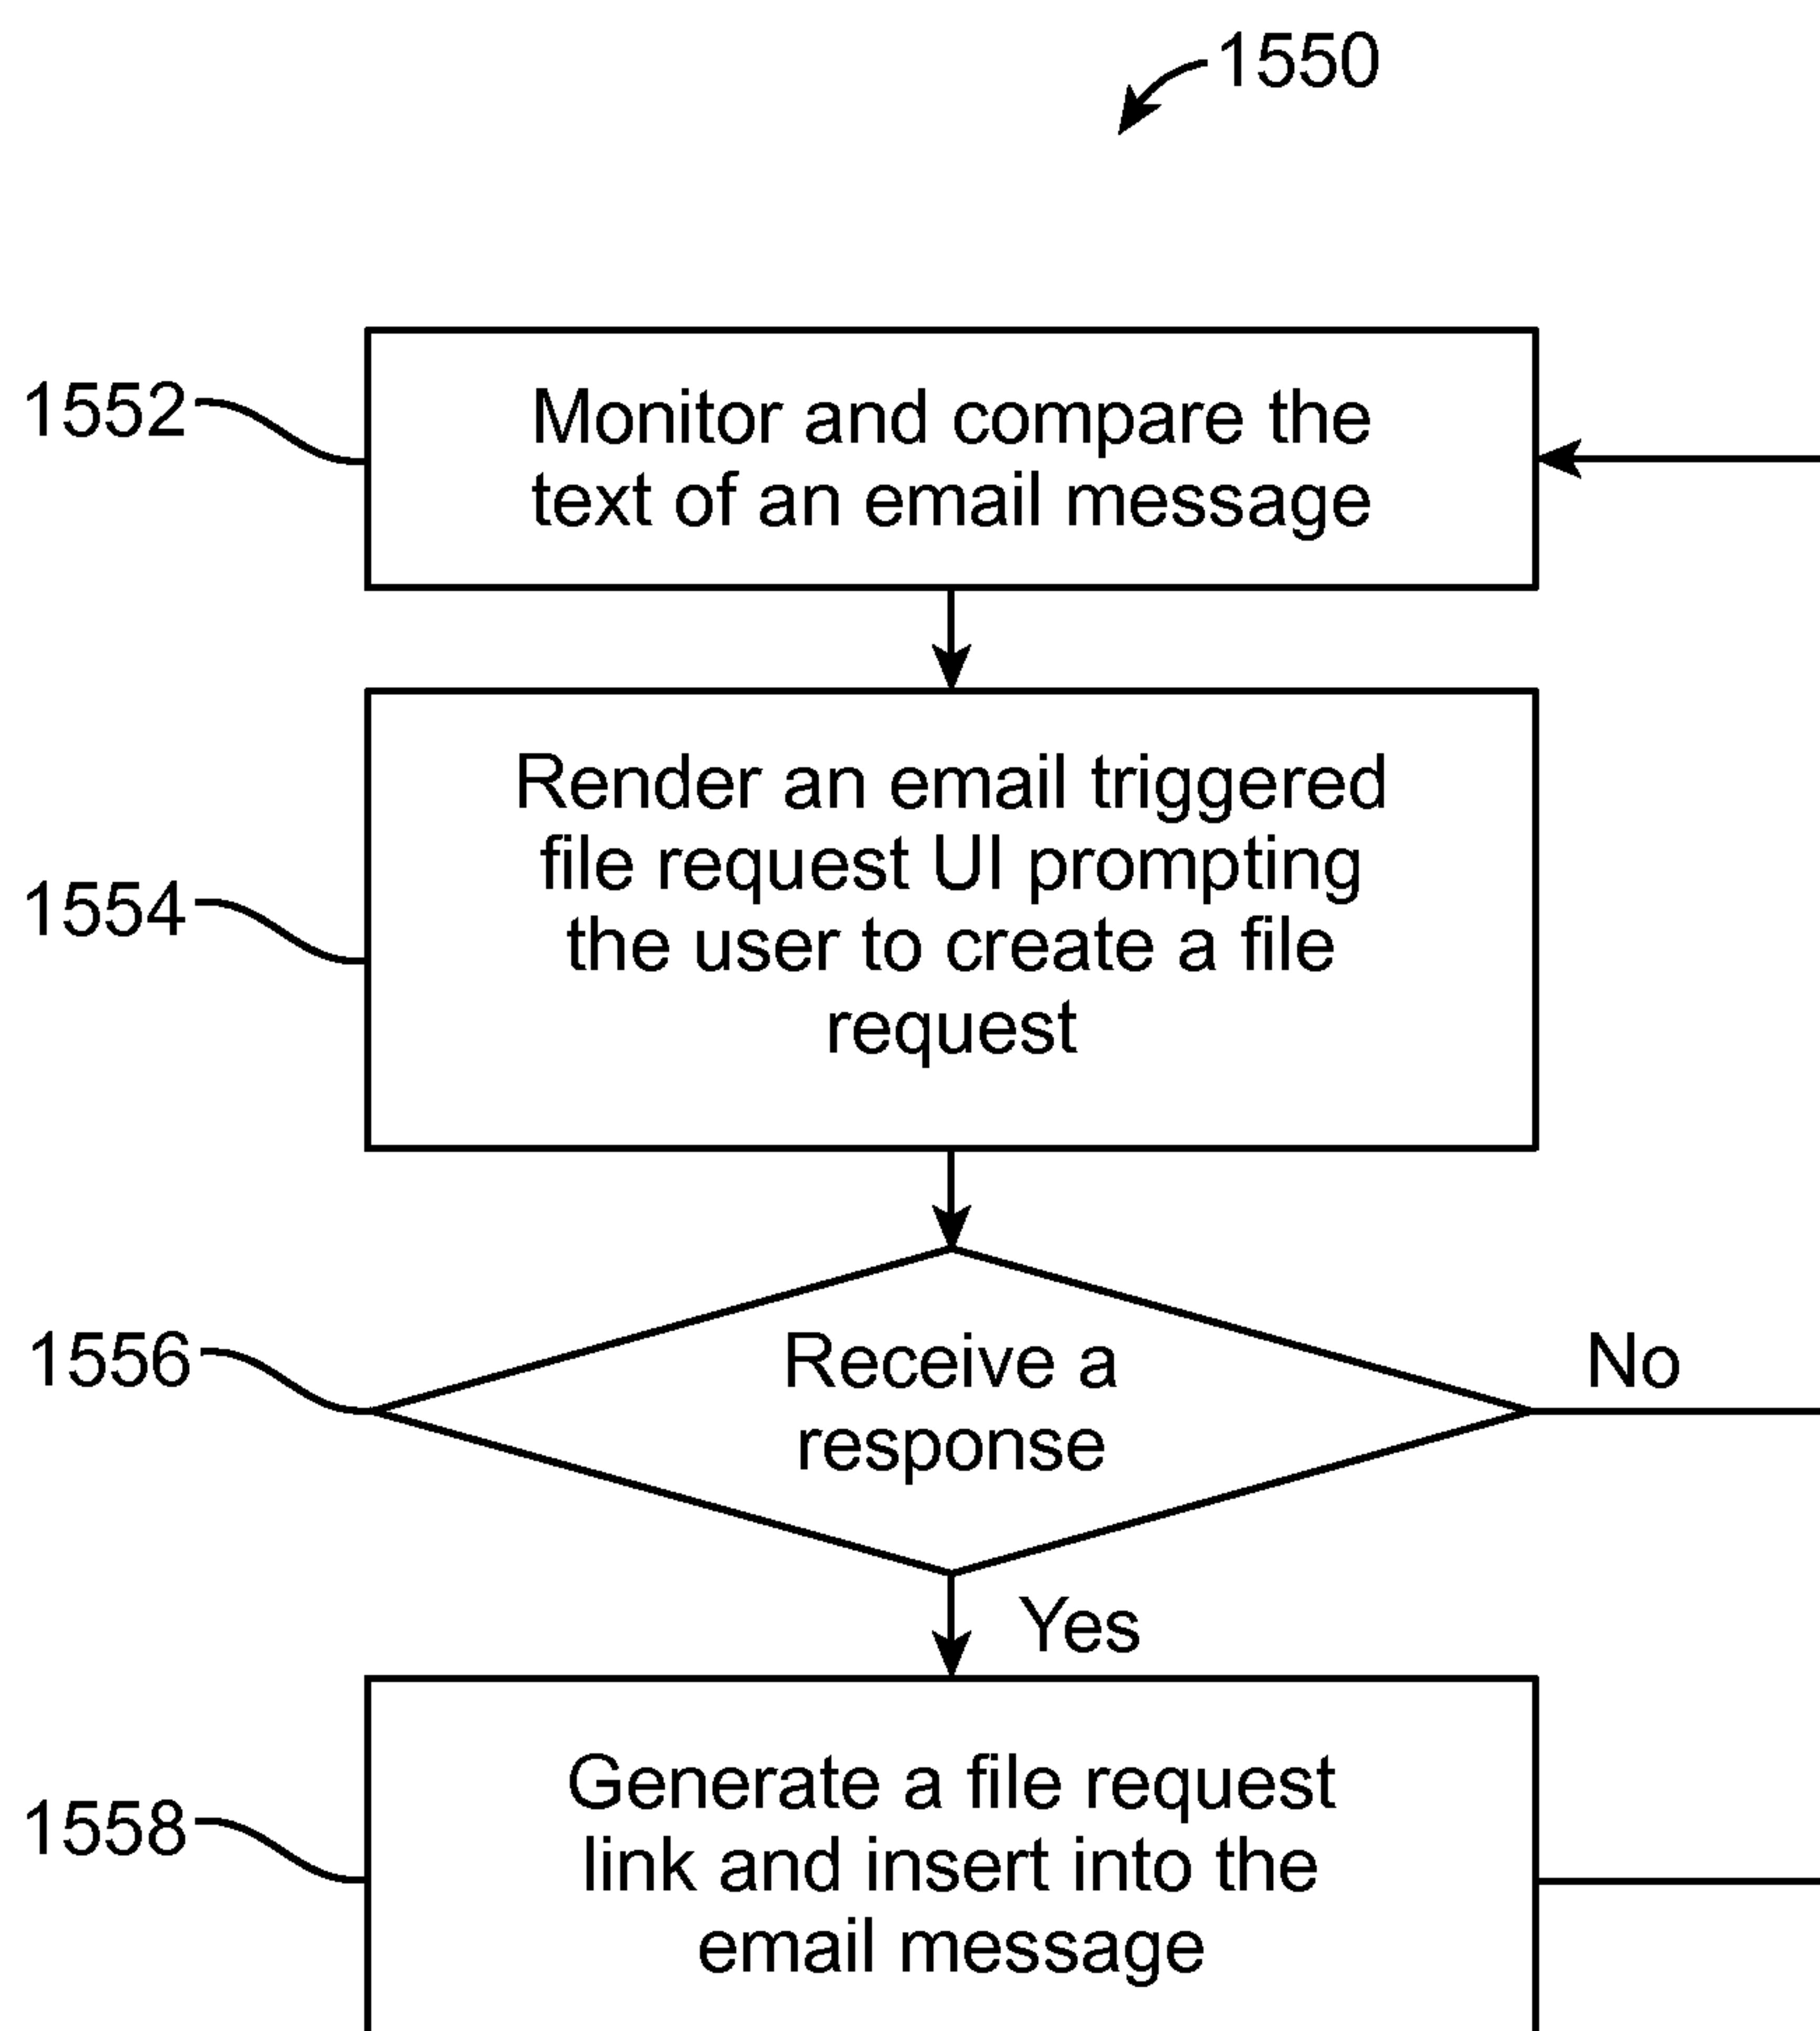 1550
1552
Monitor and compare the
text of an email message
1554
Render an email triggered
file request UI prompting
the user to create a file
request
1556
Receive a
response
No
Yes
1558
Generate a file request
link and insert into the
email message